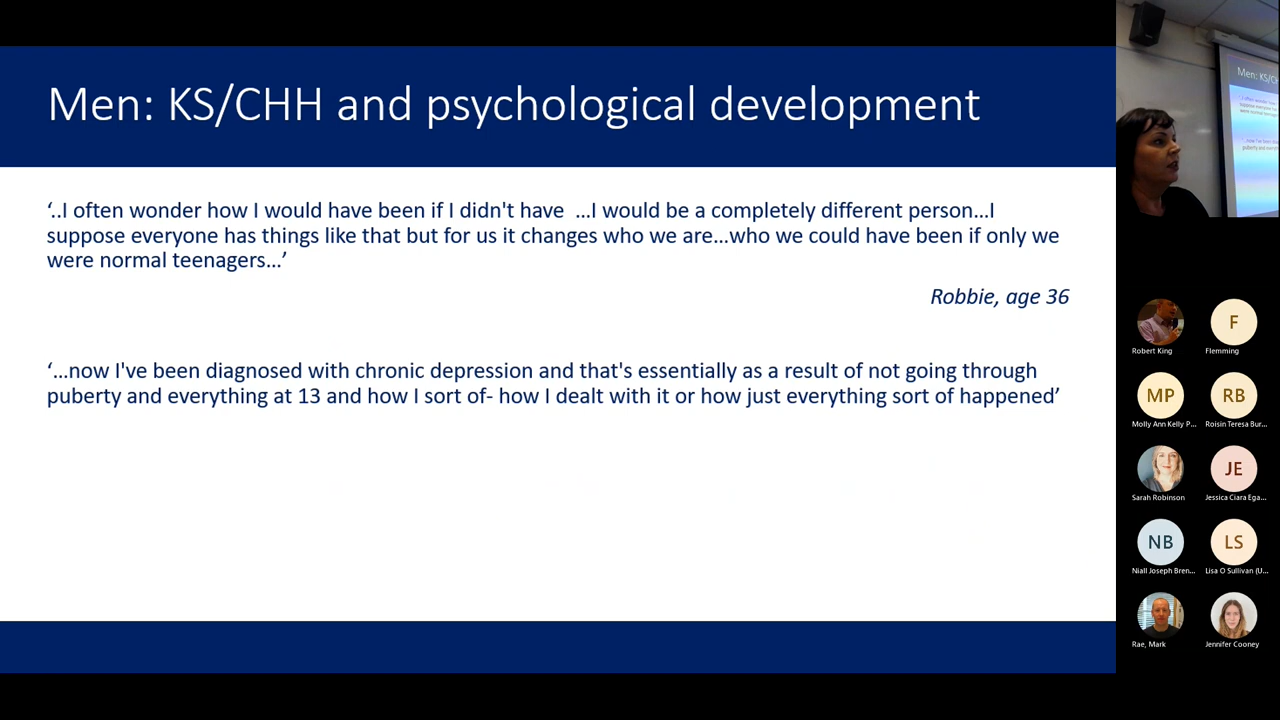 Men: KS/CHH and psychological development
‘..I often wonder how I would have been if I didn't have  ...I would be a completely different person...I
suppose everyone has things like that but for us it changes who we are...who we could have been if only we
were normal teenagers...’
Robbie, age 36
‘...now I've been diagnosed with chronic depression and that's essentially as a result of not going through
puberty and everything at 13 and how I sort of- how I dealt with it or how just everything sort of happened’
Men: KS/C
Robert King
F
Flemming
MP
Molly Ann Kelly P...
RB
Roisin Teresa Bur...
Sarah Robinson
JE
Jessica Ciara Ega...
NB
Niall Joseph Bren...
LS
Lisa O Sullivan (U...
Rae, Mark
Jennifer Cooney